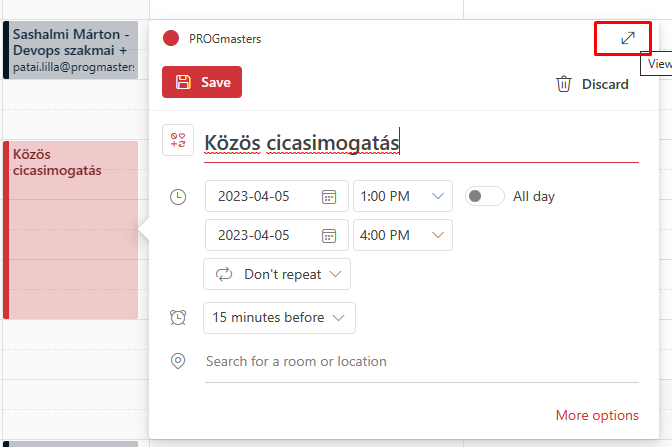 Sashalmi Márton -
Devops szakmai +
patai.lilla@progmasters
Közös
cicasimogatás
PROGmasters
View
Save
Discard
Közös cicasimogatás
2023-04-05
1:00 PM
All day
2023-04-05
4:00 PM
Don't repeat
15 minutes before
Search for a room or location
More options